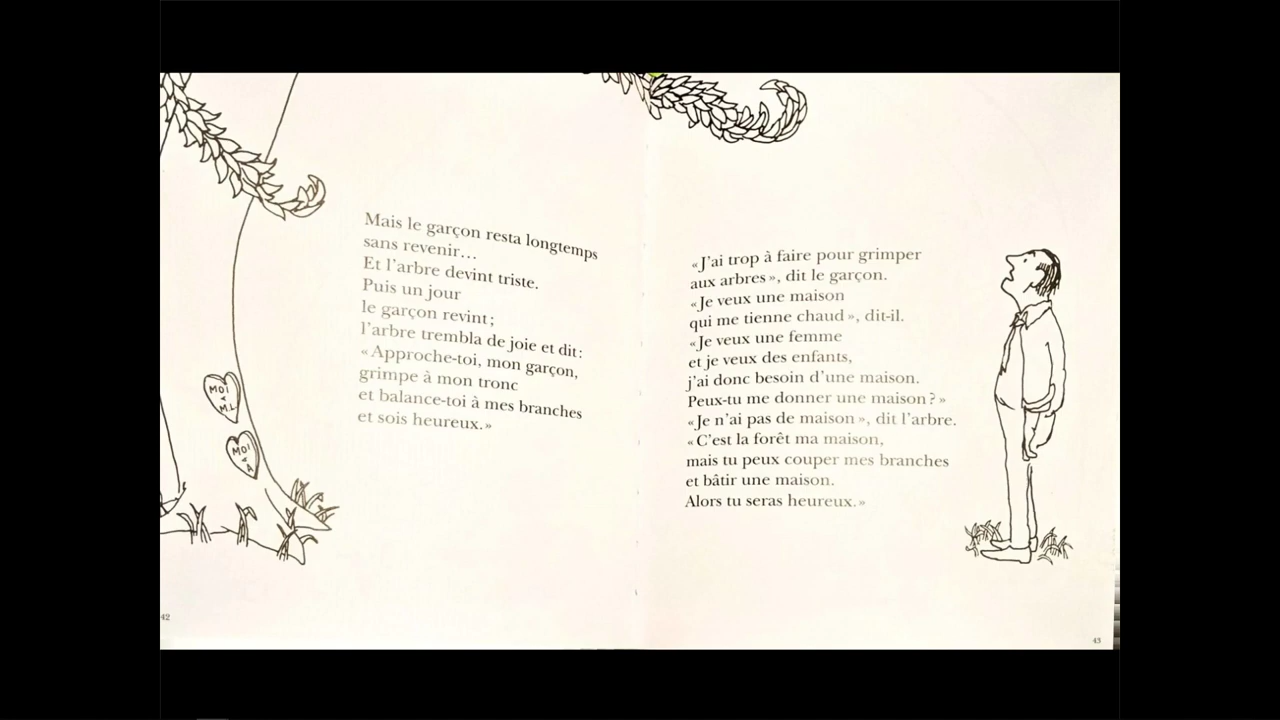 Mais le garçon resta longtemps
sans revenir…
Et l'arbre devint triste.
Puis un jour
le garçon revint ;
l'arbre trembla de joie et dit :
« Approche-toi, mon garçon,
grimpe à mon tronc
et balance-toi à mes branches
et sois heureux. »
MOI
+
M.L
MOI
+
A
42
« J'ai trop à faire pour grimper
aux arbres », dit le garçon.
« Je veux une maison
qui me tienne chaud », dit-il.
« Je veux une femme
et je veux des enfants,
j'ai donc besoin d'une maison.
Peux-tu me donner une maison ? »
« Je n'ai pas de maison », dit l'arbre.
« C'est la forêt ma maison,
mais tu peux couper mes branches
et bâtir une maison.
Alors tu seras heureux. »
43